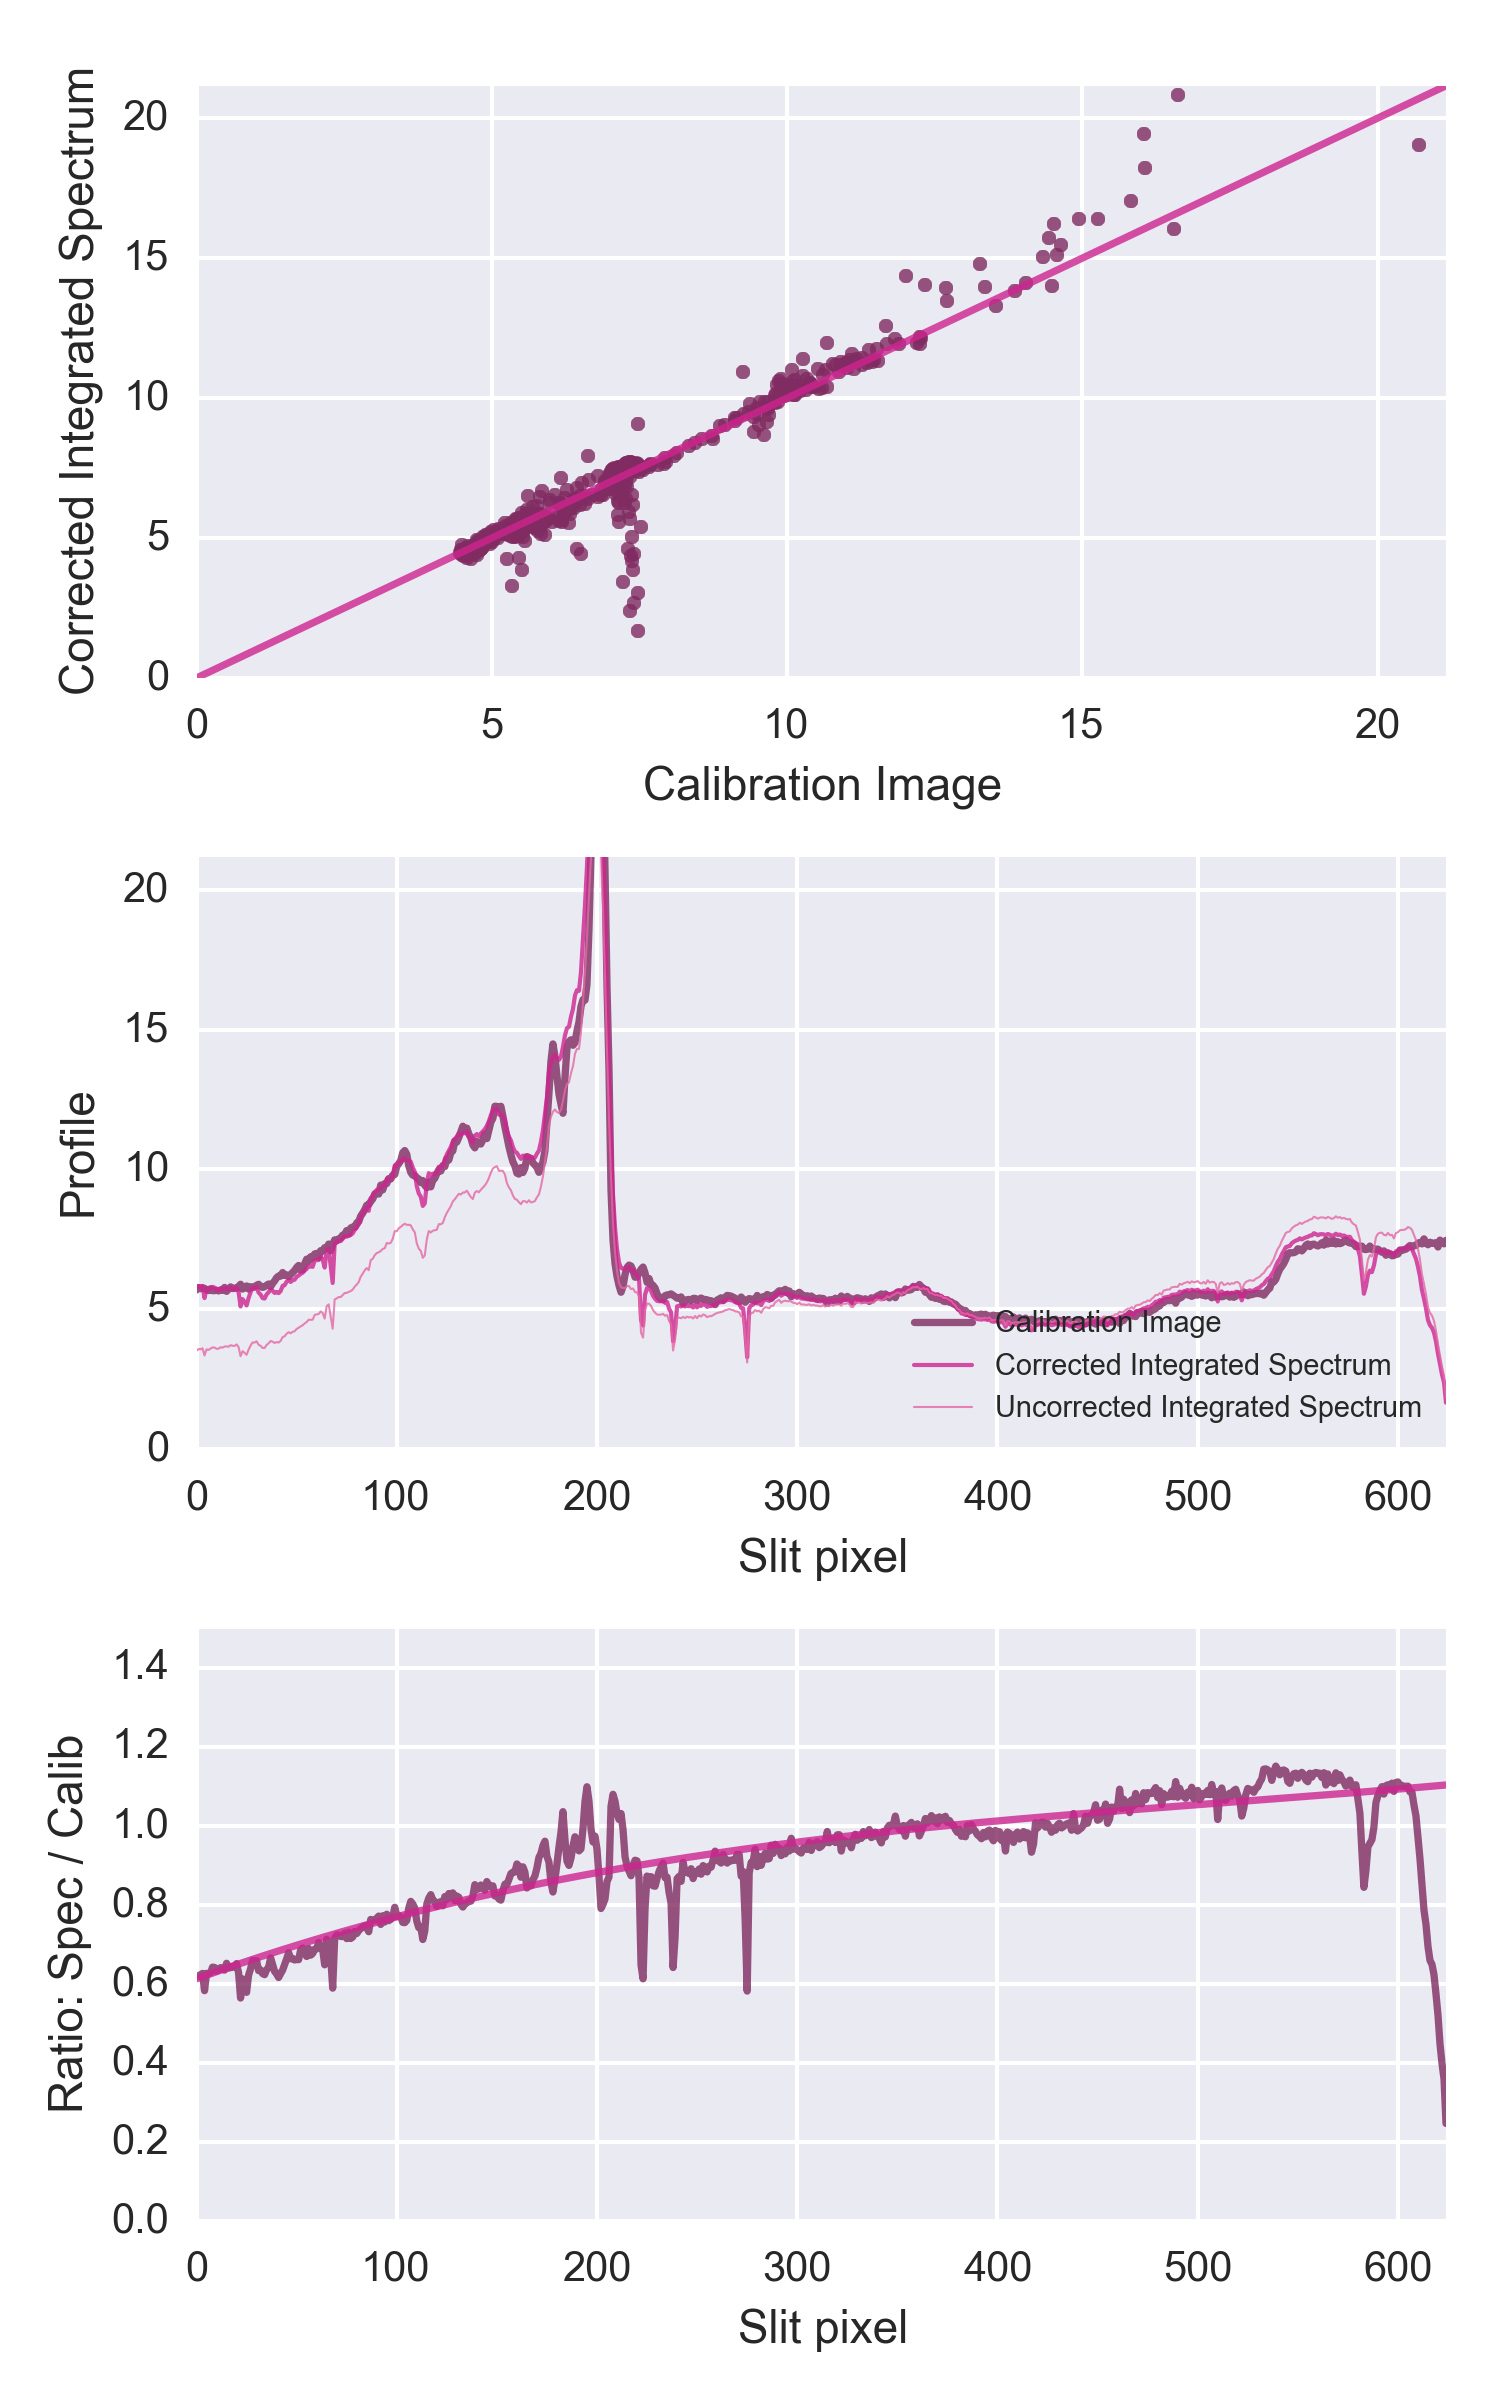 Corrected Integrated Spectrum
20
15
10
5
0
0 5 10 15 20
Calibration Image
Profile
20
15
10
5
0
Calibration Image
Corrected Integrated Spectrum
Uncorrected Integrated Spectrum
0 100 200 300 400 500 600
Slit pixel
Ratio: Spec / Calib
1.4
1.2
1.0
0.8
0.6
0.4
0.2
0.0
0 100 200 300 400 500 600
Slit pixel